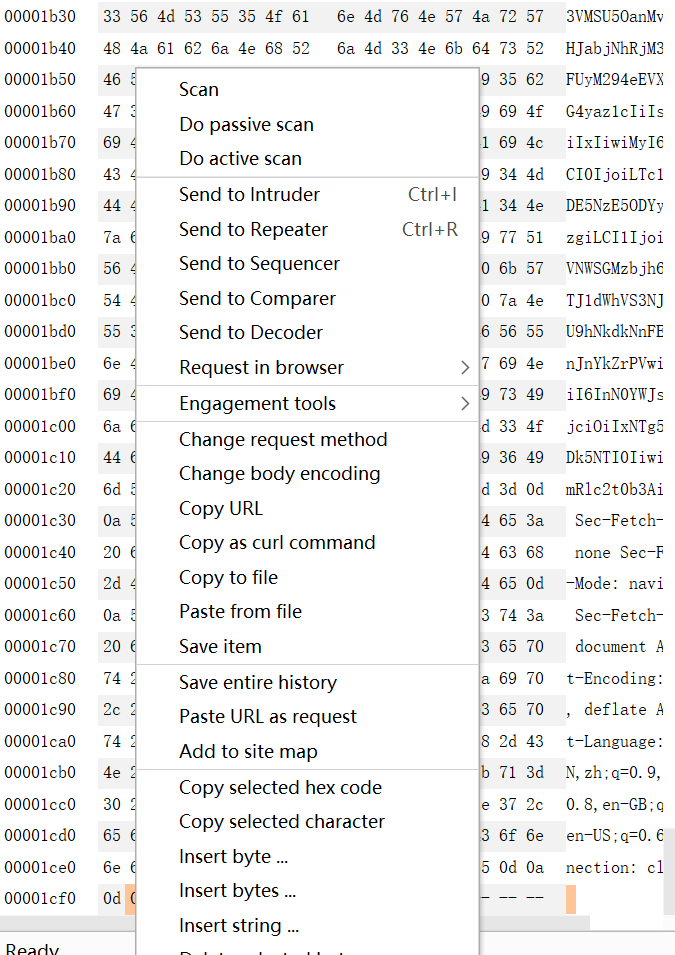 00001b30 33 56 4d 53 55 35 4f 61 6e 4d 76 4e 57 4a 72 57 3VMSU5OanMv
00001b40 48 4a 61 62 6a 4e 68 52 6a 4d 33 4e 6b 64 73 52 HJabjNhRjM3
00001b50 46 5 9 35 62 FUyM294eEVX
00001b60 47 3 9 69 4f G4yaz1cIiIs
00001b70 69 4 1 69 4c iIxIiwiMyI6
00001b80 43 4 9 34 4d CI0IjoiLTc1
00001b90 44 4 1 34 4e DE5NzE5ODYy
00001ba0 7a 6 9 77 51 zgiLCI1Ijoi
00001bb0 56 4 0 6b 57 VNWSGMzbjh6
00001bc0 54 4 0 7a 4e TJ1dWhVS3NJ
00001bd0 55 3 6 56 55 U9hNkdkNnFB
00001be0 6e 4 7 69 4e nJnYkZrPVwi
00001bf0 69 4 9 73 49 iI6InN0YWJs
00001c00 6a 6 d 33 4f jciOiIxNTg5
00001c10 44 6 9 36 49 Dk5NTI0Iiwi
00001c20 6d 5 d 3d 0d mRlc2t0b3Ai
00001c30 0a 5 4 65 3a Sec-Fetch-
00001c40 20 6 4 63 68 none Sec-F
00001c50 2d 4 4 65 0d -Mode: navi
00001c60 0a 5 3 74 3a Sec-Fetch-
00001c70 20 6 3 65 70 document A
00001c80 74 2 a 69 70 t-Encoding:
00001c90 2c 2 3 65 70 , deflate A
00001ca0 74 2 8 2d 43 t-Language:
00001cb0 4e 2 b 71 3d N,zh;q=0.9,
00001cc0 30 2 e 37 2c 0.8,en-GB;q
00001cd0 65 6 3 6f 6e en-US;q=0.6
00001ce0 6e 6 5 0d 0a nection: cl
00001cf0 0d 0 - -- --
Scan
Do passive scan
Do active scan
Send to Intruder Ctrl+I
Send to Repeater Ctrl+R
Send to Sequencer
Send to Comparer
Send to Decoder
Request in browser
Engagement tools
Change request method
Change body encoding
Copy URL
Copy as curl command
Copy to file
Paste from file
Save item
Save entire history
Paste URL as request
Add to site map
Copy selected hex code
Copy selected character
Insert byte ...
Insert bytes ...
Insert string ...
Ready